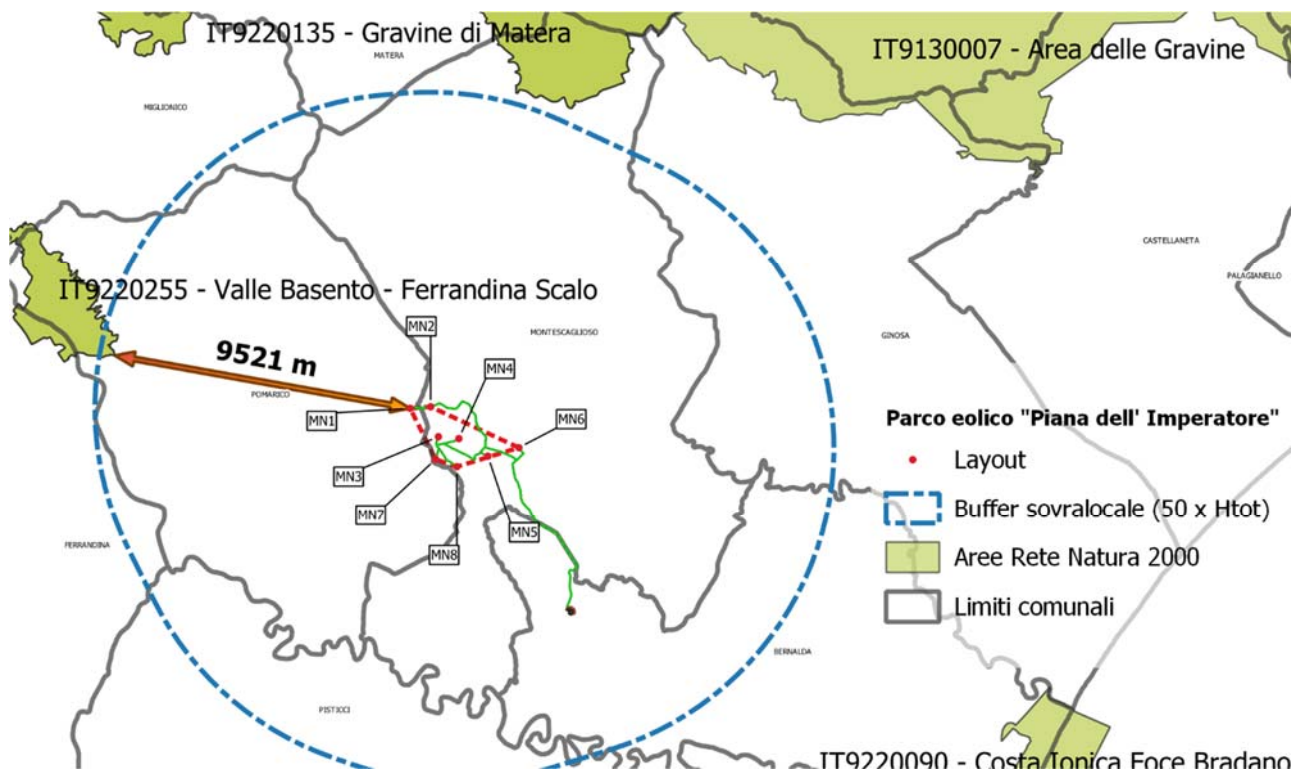 IT9220135 - Gravine di Matera
MATERA
IT9130007 - Area delle Gravine
MIGLIONICO
CASTELLANETA
PALAGIANELLO
IT9220255 - Valle Basento - Ferrandina Scalo
MN2
MONTESCAGLIOSO
GINOSA
9521 m
MN4
POMARICO
MN1
MN6
Parco eolico "Piana dell' Imperatore"
Layout
MN3
Buffer sovralocale (50 x Htot)
MN7
MN5
FERRANDINA
MN8
Aree Rete Natura 2000
Limiti comunali
BERNALDA
PISTICCI
IT9220090 - Costa Ionica Foce Bradano